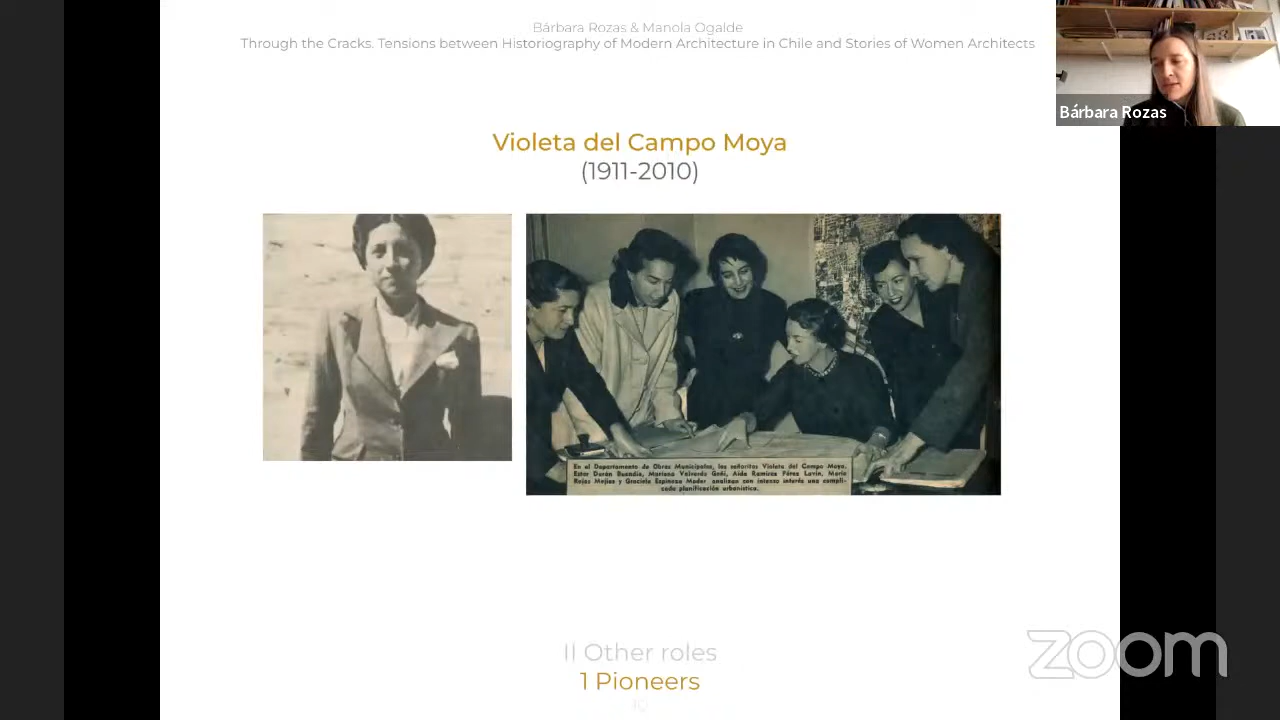 Bárbara Rozas & Manola Ogalde
Through the Cracks. Tensions between Historiography of Modern Architecture in Chile and Stories of Women Architects
Bárbara Rozas
Violeta del Campo Moya
(1911-2010)
En el Departamento de Obras Municipales, las señoritas Violeta del Campo Moya,
Ester Durán Buendía, Mariana Valverde Goñi, Aída Ramírez Pérez Lavín, María
Rojas Mejías y Graciela Espinosa Mader analizan con intenso interés una compli-
cada planificación urbanística.
II Other roles
1 Pioneers
zoom